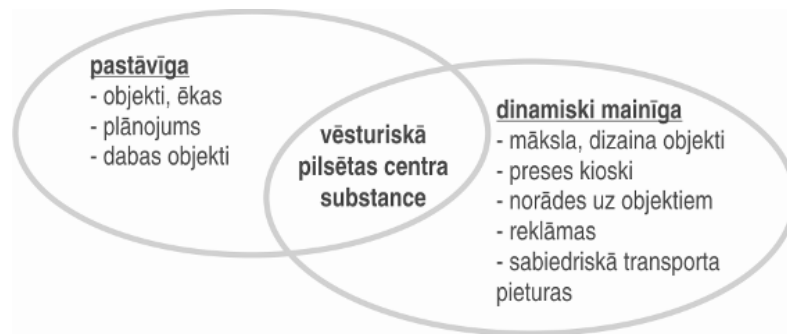 pastāvīga
- objekti, ēkas
- plānojums
- dabas objekti
vēsturiskā
pilsētas centra
substance
dinamiski mainīga
- māksla, dizaina objekti
- preses kioski
- norādes uz objektiem
- reklāmas
- sabiedriskā transporta
pieturas